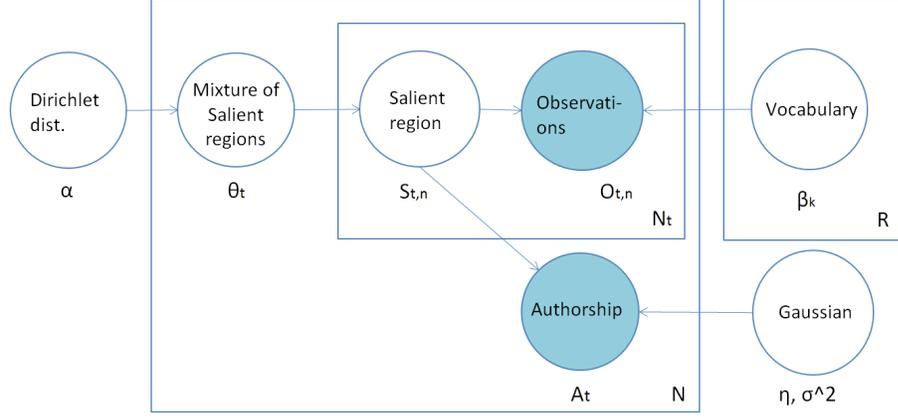 Dirichlet
dist.
α
Mixture of
Salient
regions
θt
Salient
region
St,n
Observati-
ons
Ot,n
Nt
Vocabulary
βk
R
Authorship
At
N
Gaussian
η, σ^2